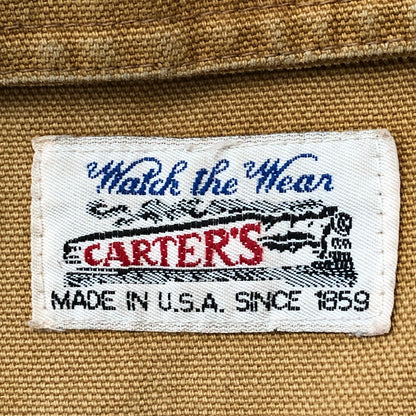 Watch the Wear
CARTER'S
MADE IN U.S.A. SINCE 1859